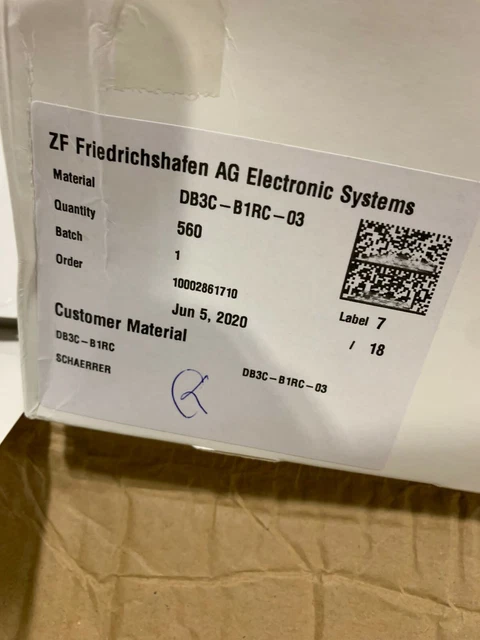 ZF Friedrichshafen AG Electronic Systems
Material DB3C-B1RC-03
Quantity 560
Batch 1
Order 10002861710
Jun 5, 2020
Label 7 / 18
Customer Material
DB3C-B1RC DB3C-B1RC-03
SCHAERRER